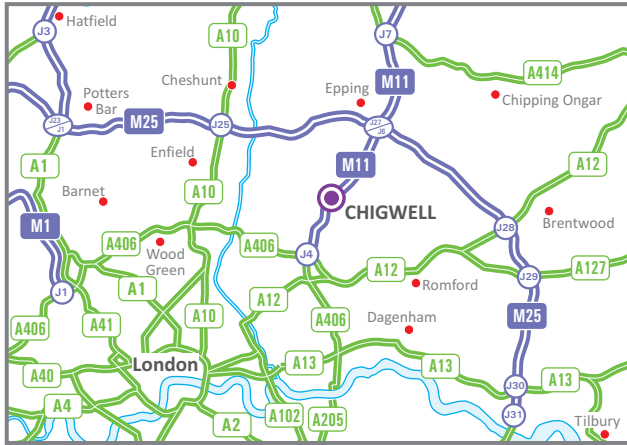 Hatfield
J3
A10
J7
A414
Cheshunt
M11
Potters
Bar
Epping
Chipping Ongar
J23
J1
M25
J25
J27
J6
A12
Enfield
M11
A1
A10
Barnet
CHIGWELL
Brentwood
M1
A406
Wood
Green
A406
J4
J28
A12
J29
A127
J1
A1
A12
Romford
A406
A41
A10
A406
M25
Dagenham
London
A13
A13
A40
J30
A13
A4
A2
A102
A205
J31
Tilbury